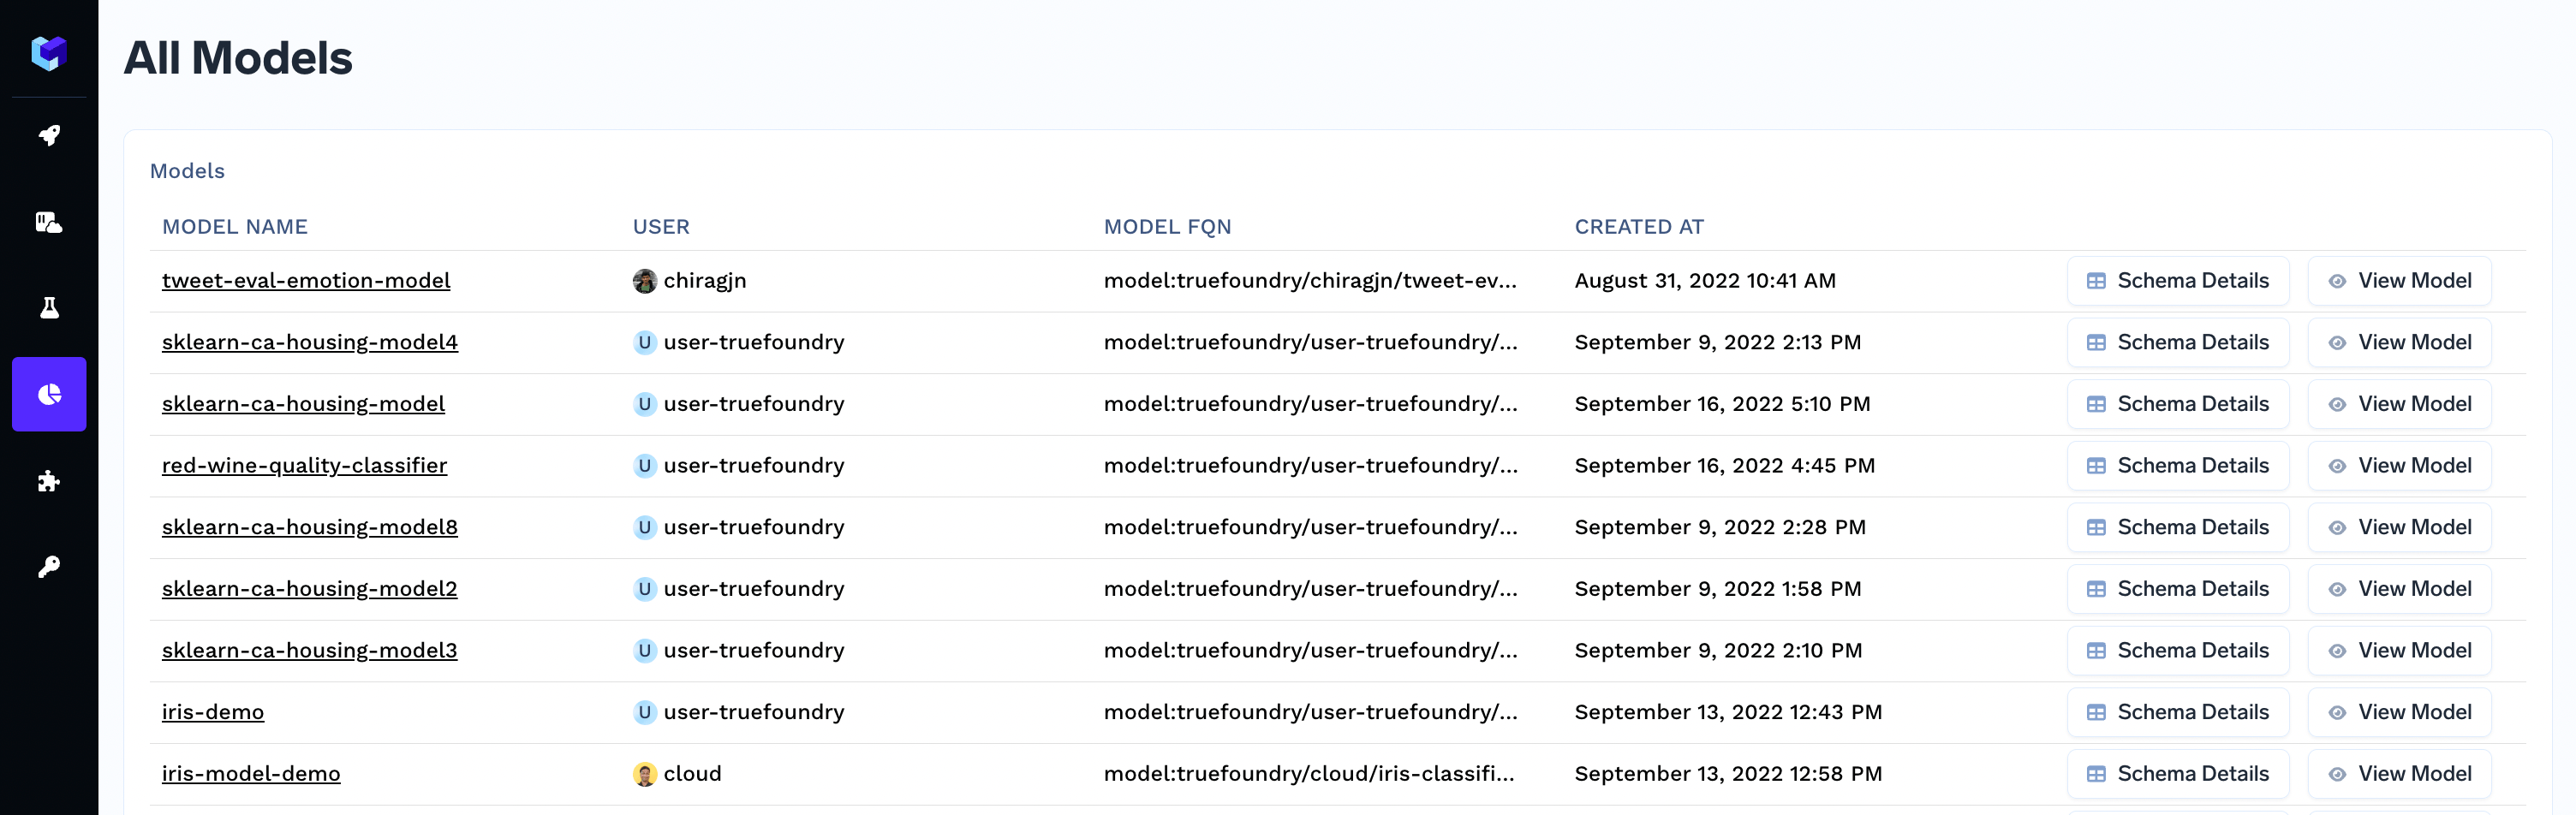 All Models
Models
MODEL NAME USER MODEL FQN CREATED AT
tweet-eval-emotion-model chiragjn model:truefoundry/chiragjn/tweet-ev... August 31, 2022 10:41 AM Schema Details View Model
sklearn-ca-housing-model4 U user-truefoundry model:truefoundry/user-truefoundry/... September 9, 2022 2:13 PM Schema Details View Model
sklearn-ca-housing-model U user-truefoundry model:truefoundry/user-truefoundry/... September 16, 2022 5:10 PM Schema Details View Model
red-wine-quality-classifier U user-truefoundry model:truefoundry/user-truefoundry/... September 16, 2022 4:45 PM Schema Details View Model
sklearn-ca-housing-model8 U user-truefoundry model:truefoundry/user-truefoundry/... September 9, 2022 2:28 PM Schema Details View Model
sklearn-ca-housing-model2 U user-truefoundry model:truefoundry/user-truefoundry/... September 9, 2022 1:58 PM Schema Details View Model
sklearn-ca-housing-model3 U user-truefoundry model:truefoundry/user-truefoundry/... September 9, 2022 2:10 PM Schema Details View Model
iris-demo U user-truefoundry model:truefoundry/user-truefoundry/... September 13, 2022 12:43 PM Schema Details View Model
iris-model-demo cloud model:truefoundry/cloud/iris-classifi... September 13, 2022 12:58 PM Schema Details View Model